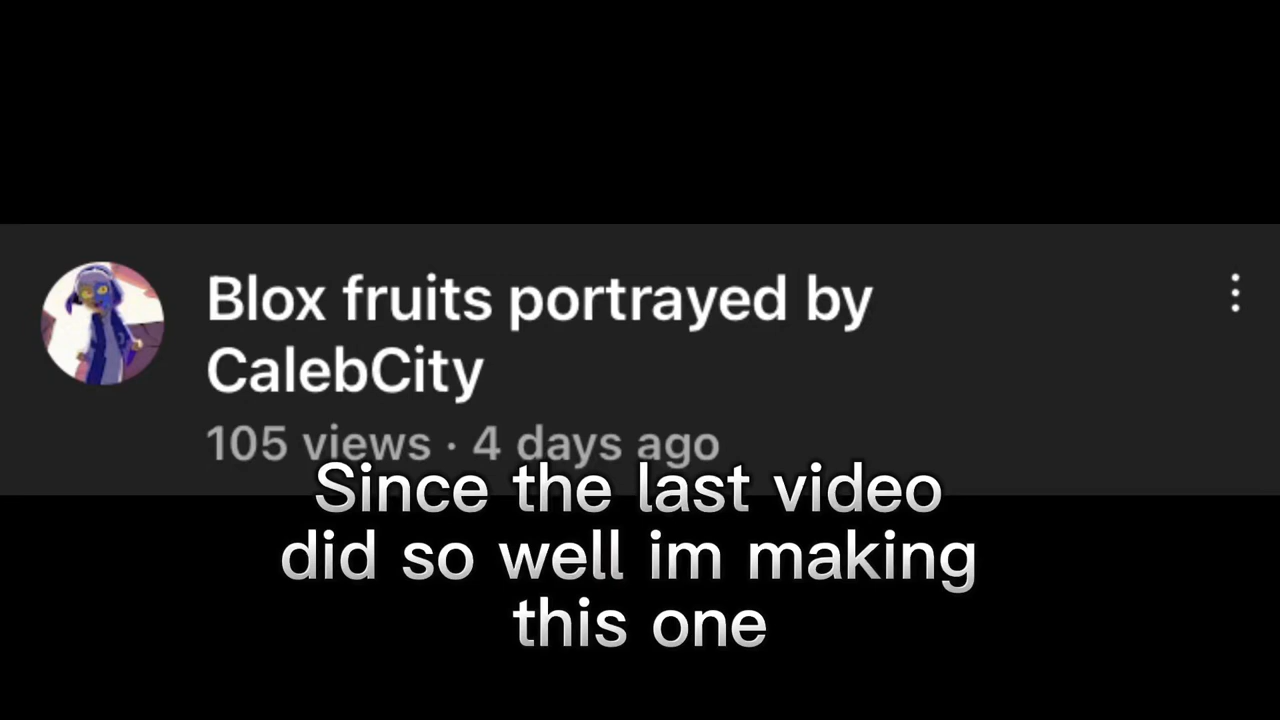 Blox fruits portrayed by
CalebCity
105 views · 4 days ago
Since the last video
did so well im making
this one